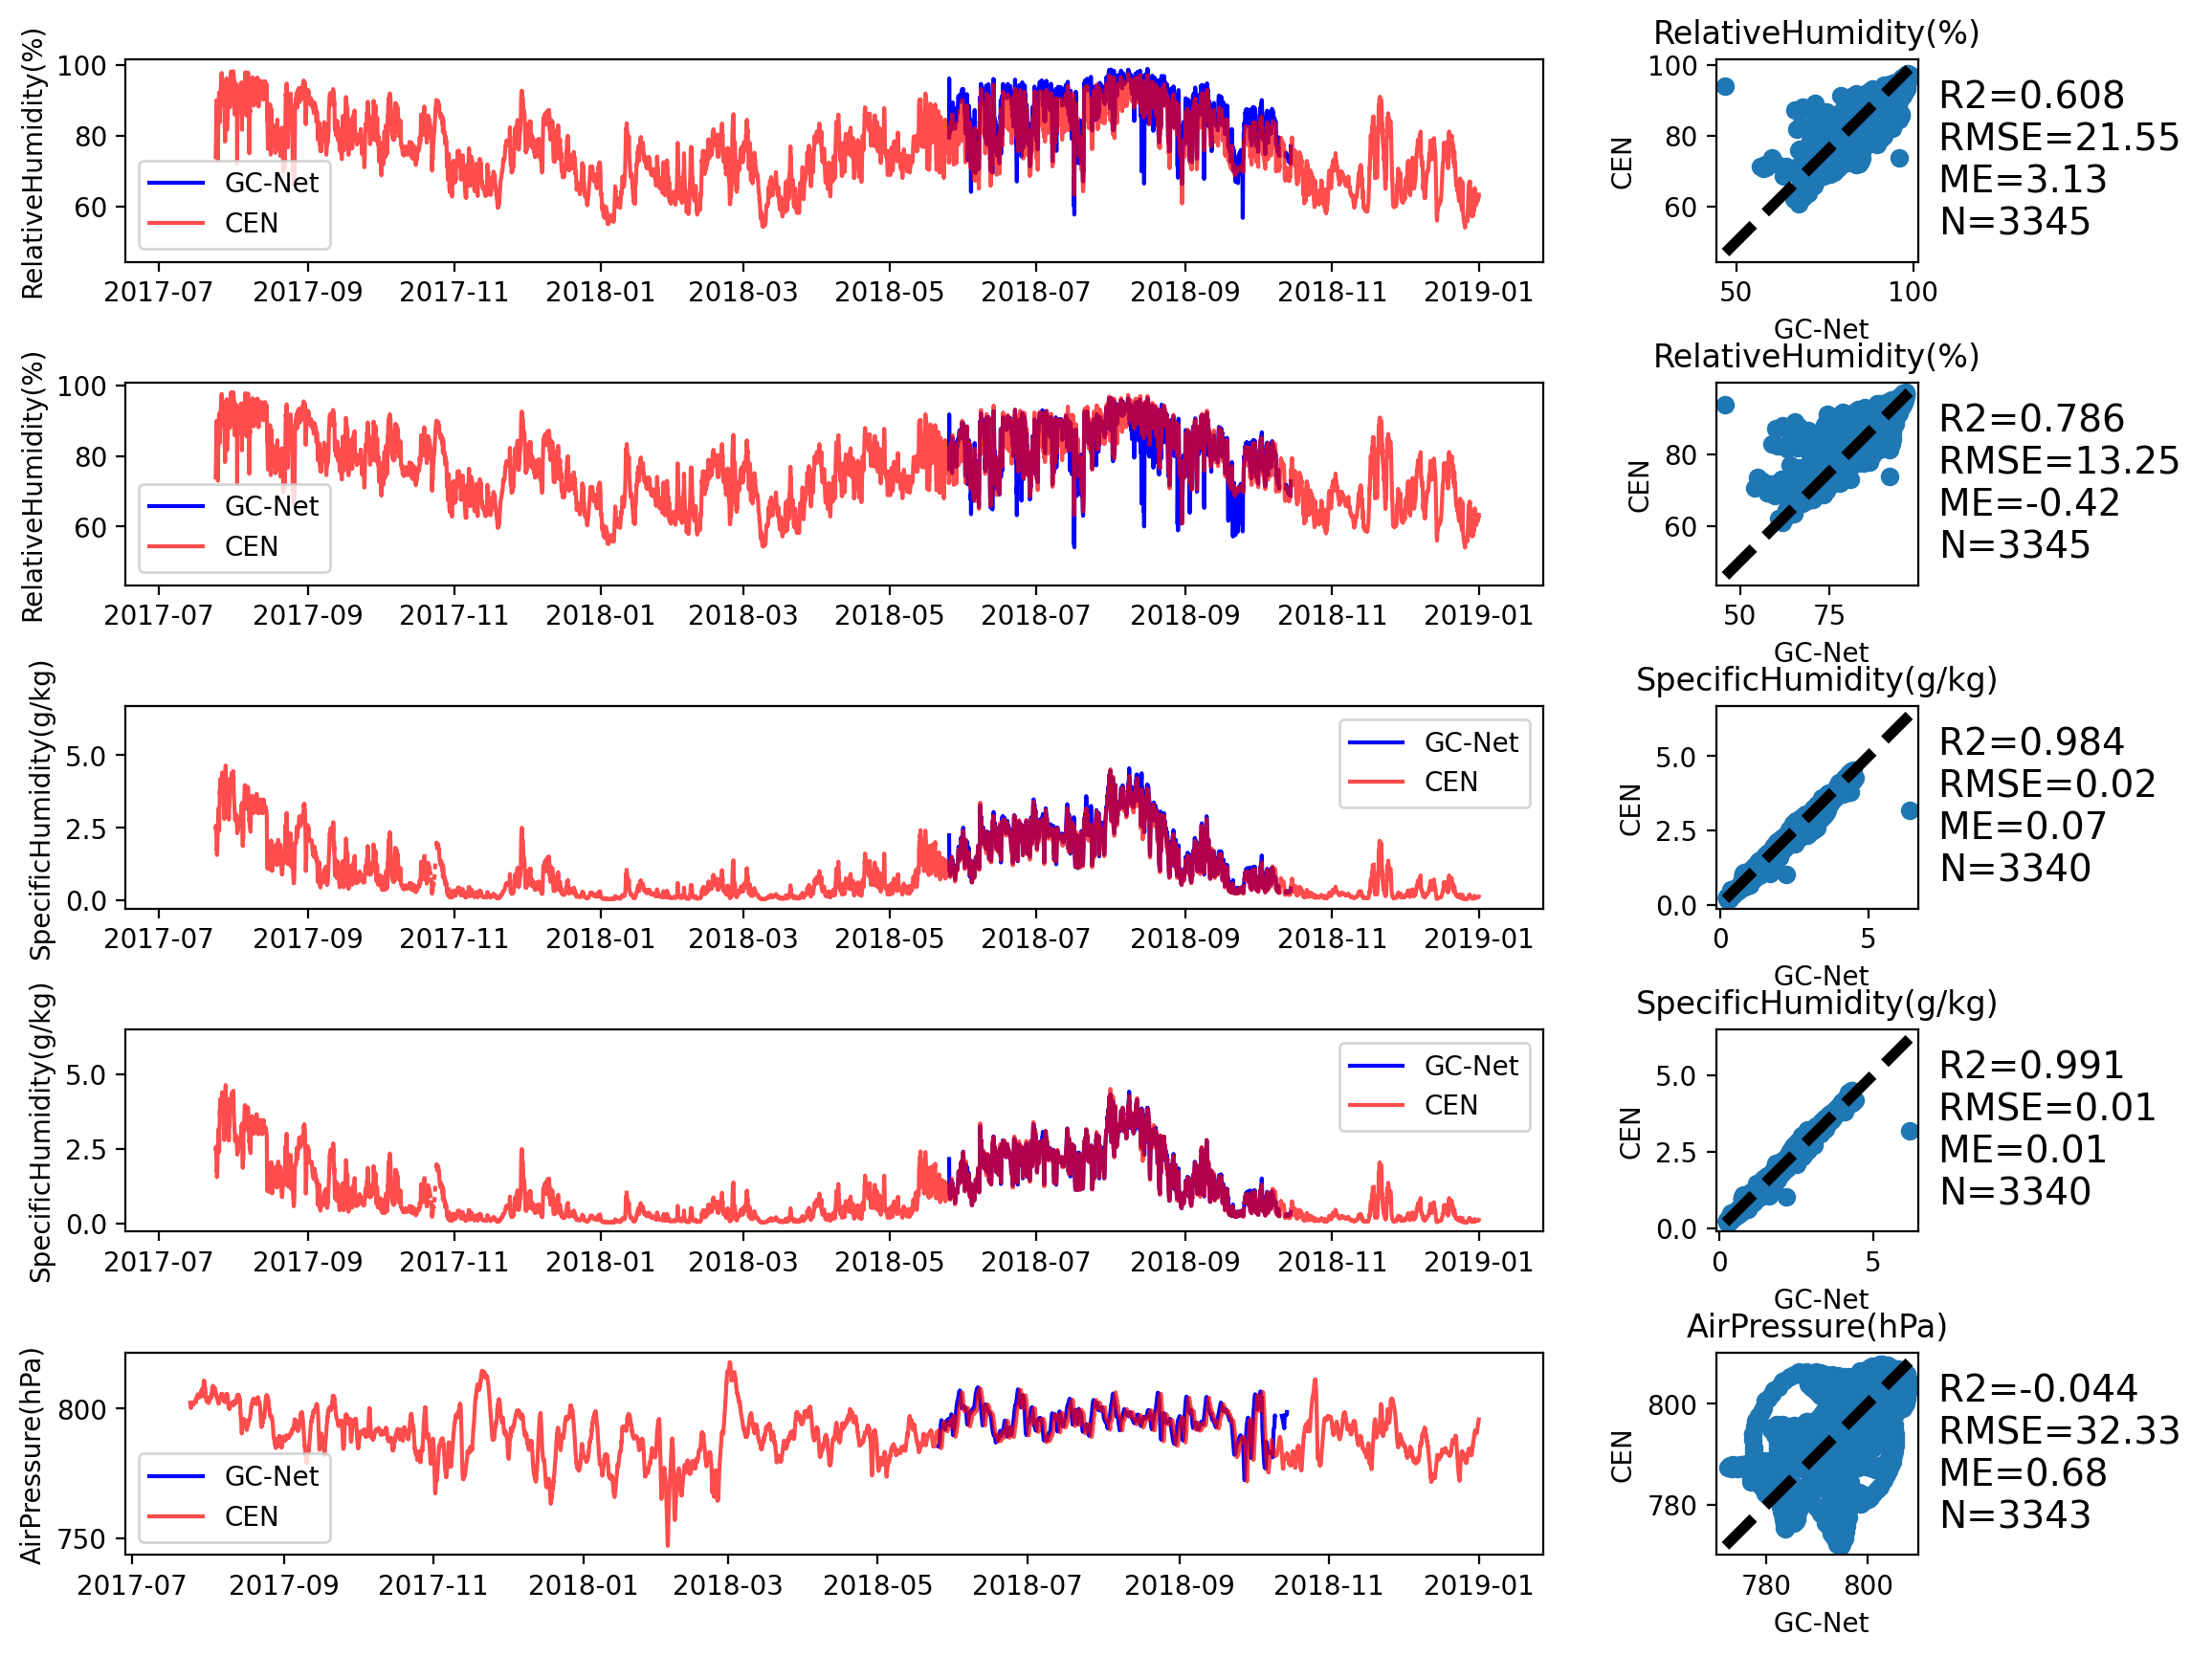 RelativeHumidity(%)
100
80
60
GC-Net
CEN
2017-07 2017-09 2017-11 2018-01 2018-03 2018-05 2018-07 2018-09 2018-11 2019-01
RelativeHumidity(%)
CEN
100
80
60
50 100
GC-Net
R2=0.608
RMSE=21.55
ME=3.13
N=3345
RelativeHumidity(%)
100
80
60
GC-Net
CEN
2017-07 2017-09 2017-11 2018-01 2018-03 2018-05 2018-07 2018-09 2018-11 2019-01
RelativeHumidity(%)
CEN
80
60
50 75
GC-Net
R2=0.786
RMSE=13.25
ME=-0.42
N=3345
SpecificHumidity(g/kg)
5.0
2.5
0.0
GC-Net
CEN
2017-07 2017-09 2017-11 2018-01 2018-03 2018-05 2018-07 2018-09 2018-11 2019-01
SpecificHumidity(g/kg)
CEN
5.0
2.5
0.0
0 5
GC-Net
R2=0.984
RMSE=0.02
ME=0.07
N=3340
SpecificHumidity(g/kg)
5.0
2.5
0.0
GC-Net
CEN
2017-07 2017-09 2017-11 2018-01 2018-03 2018-05 2018-07 2018-09 2018-11 2019-01
SpecificHumidity(g/kg)
CEN
5.0
2.5
0.0
0 5
GC-Net
R2=0.991
RMSE=0.01
ME=0.01
N=3340
AirPressure(hPa)
800
750
GC-Net
CEN
2017-07 2017-09 2017-11 2018-01 2018-03 2018-05 2018-07 2018-09 2018-11 2019-01
AirPressure(hPa)
CEN
800
780
780 800
GC-Net
R2=-0.044
RMSE=32.33
ME=0.68
N=3343